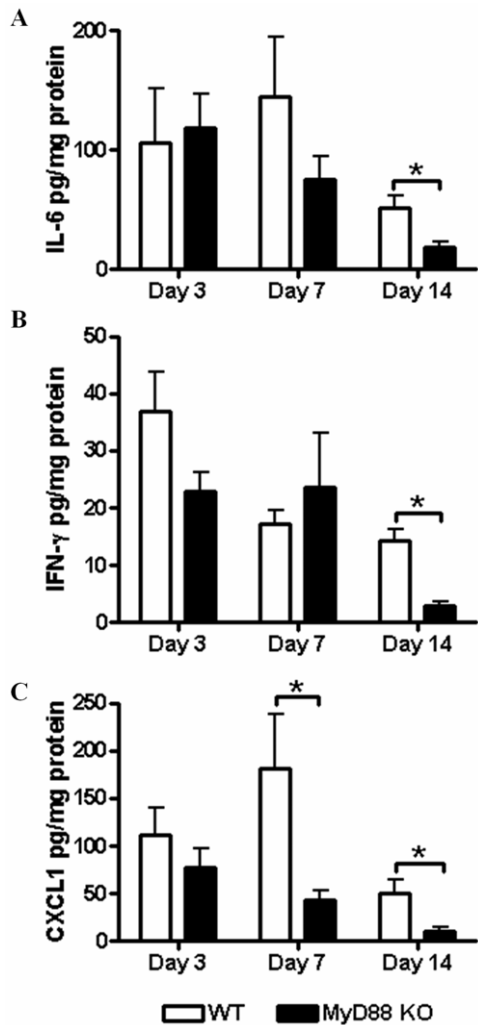 A
IL-6 pg/mg protein
200
100
0
*
Day 3 Day 7 Day 14
B
IFN-γ pg/mg protein
50
40
30
20
10
0
*
Day 3 Day 7 Day 14
C
CXCL1 pg/mg protein
250
200
150
100
50
0
*
*
Day 3 Day 7 Day 14
WT MyD88 KO